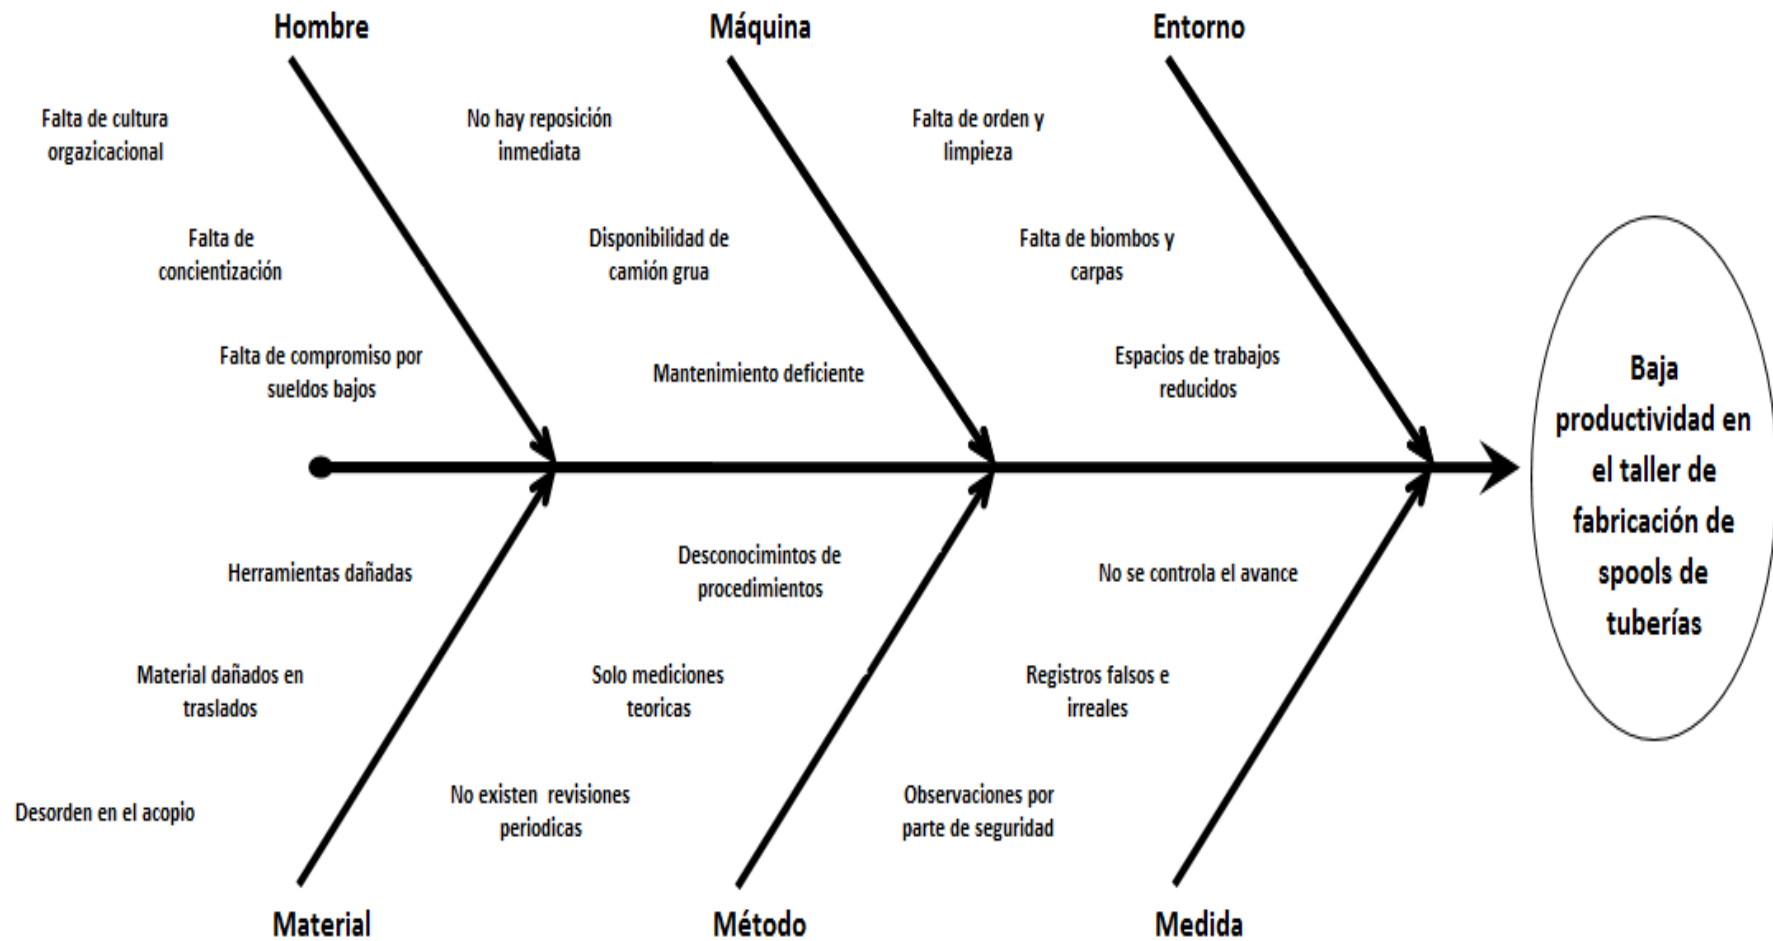 Hombre
Máquina
Entorno
Falta de cultura
orgazicacional
No hay reposición
inmediata
Falta de orden y
limpieza
Falta de
concientización
Disponibilidad de
camión grua
Falta de biombos y
carpas
Falta de compromiso por
sueldos bajos
Mantenimiento deficiente
Espacios de trabajos
reducidos
Baja
productividad en
el taller de
fabricación de
spools de
tuberías
Herramientas dañadas
Desconocimintos de
procedimientos
No se controla el avance
Material dañados en
traslados
Solo mediciones
teoricas
Registros falsos e
irreales
Desorden en el acopio
No existen  revisiones
periodicas
Observaciones por
parte de seguridad
Material
Método
Medida